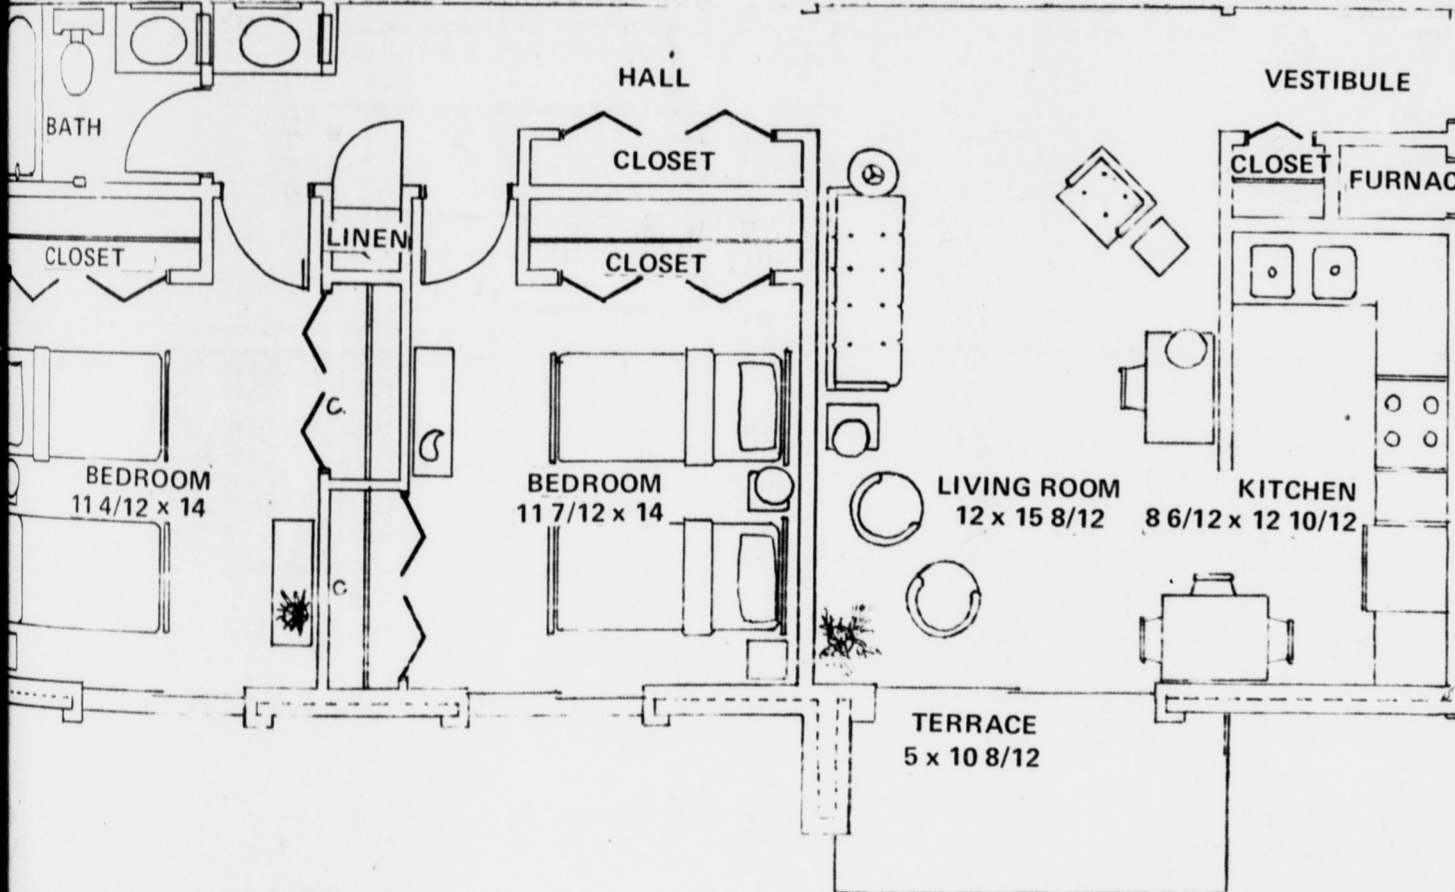 HALL
VESTIBULE
BATH
CLOSET
CLOSET
FURNAC
LINEN
CLOSET
CLOSET
C.
BEDROOM
11 4/12 x 14
BEDROOM
11 7/12 x 14
LIVING ROOM
12 x 15 8/12
KITCHEN
8 6/12 x 12 10/12
C
TERRACE
5 x 10 8/12